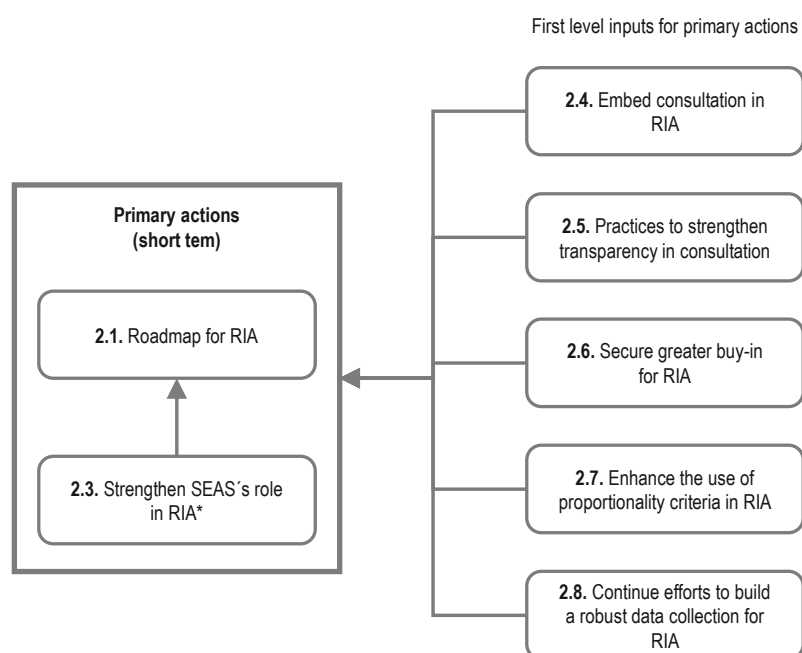 First level inputs for primary actions
2.4. Embed consultation in
RIA
Primary actions
(short tem)
2.1. Roadmap for RIA
2.3. Strengthen SEAS´s role
in RIA*
2.5. Practices to strengthen
transparency in consultation
2.6. Secure greater buy-in
for RIA
2.7. Enhance the use of
proportionality criteria in RIA
2.8. Continue efforts to build
a robust data collection for
RIA